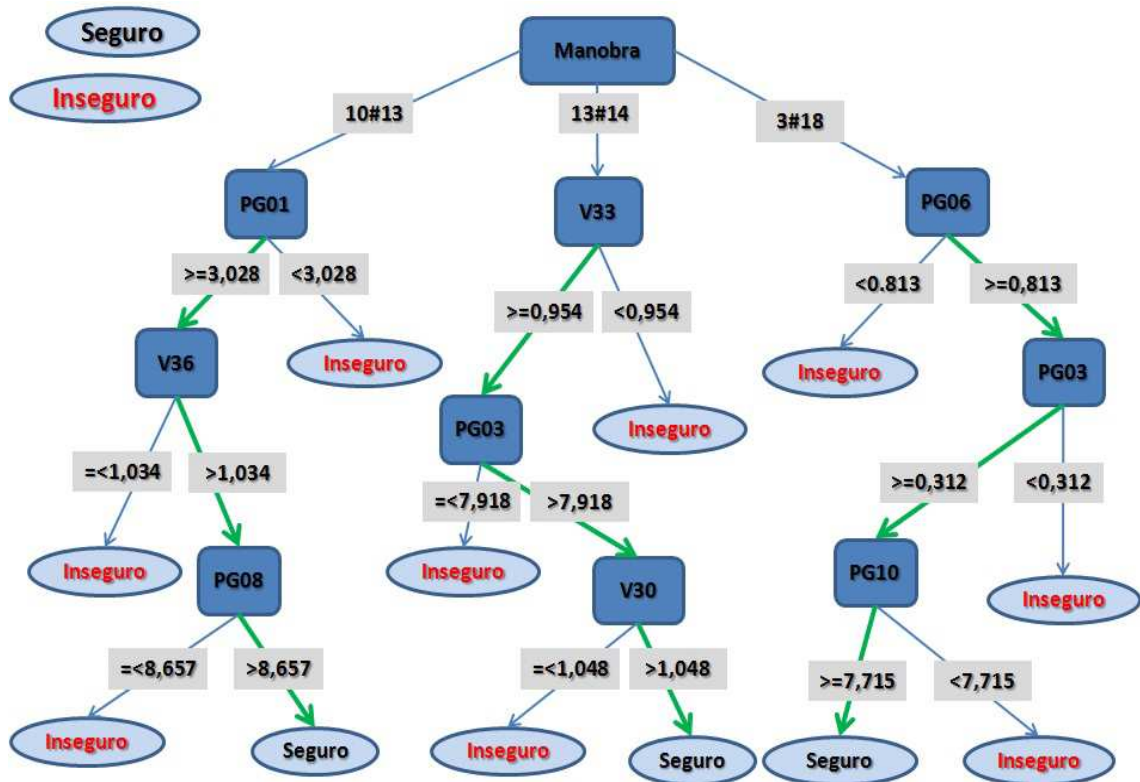 Seguro
Manobra
Inseguro
10#13
13#14
3#18
PG01
V33
PG06
>=3,028
<3,028
<0.813
>=0,813
>=0,954
<0,954
V36
Inseguro
Inseguro
PG03
PG03
Inseguro
=<1,034
>1,034
=<7,918
>7,918
>=0,312
<0,312
Inseguro
PG08
Inseguro
V30
PG10
Inseguro
=<8,657
>8,657
=<1,048
>1,048
>=7,715
<7,715
Inseguro
Seguro
Inseguro
Seguro
Seguro
Inseguro